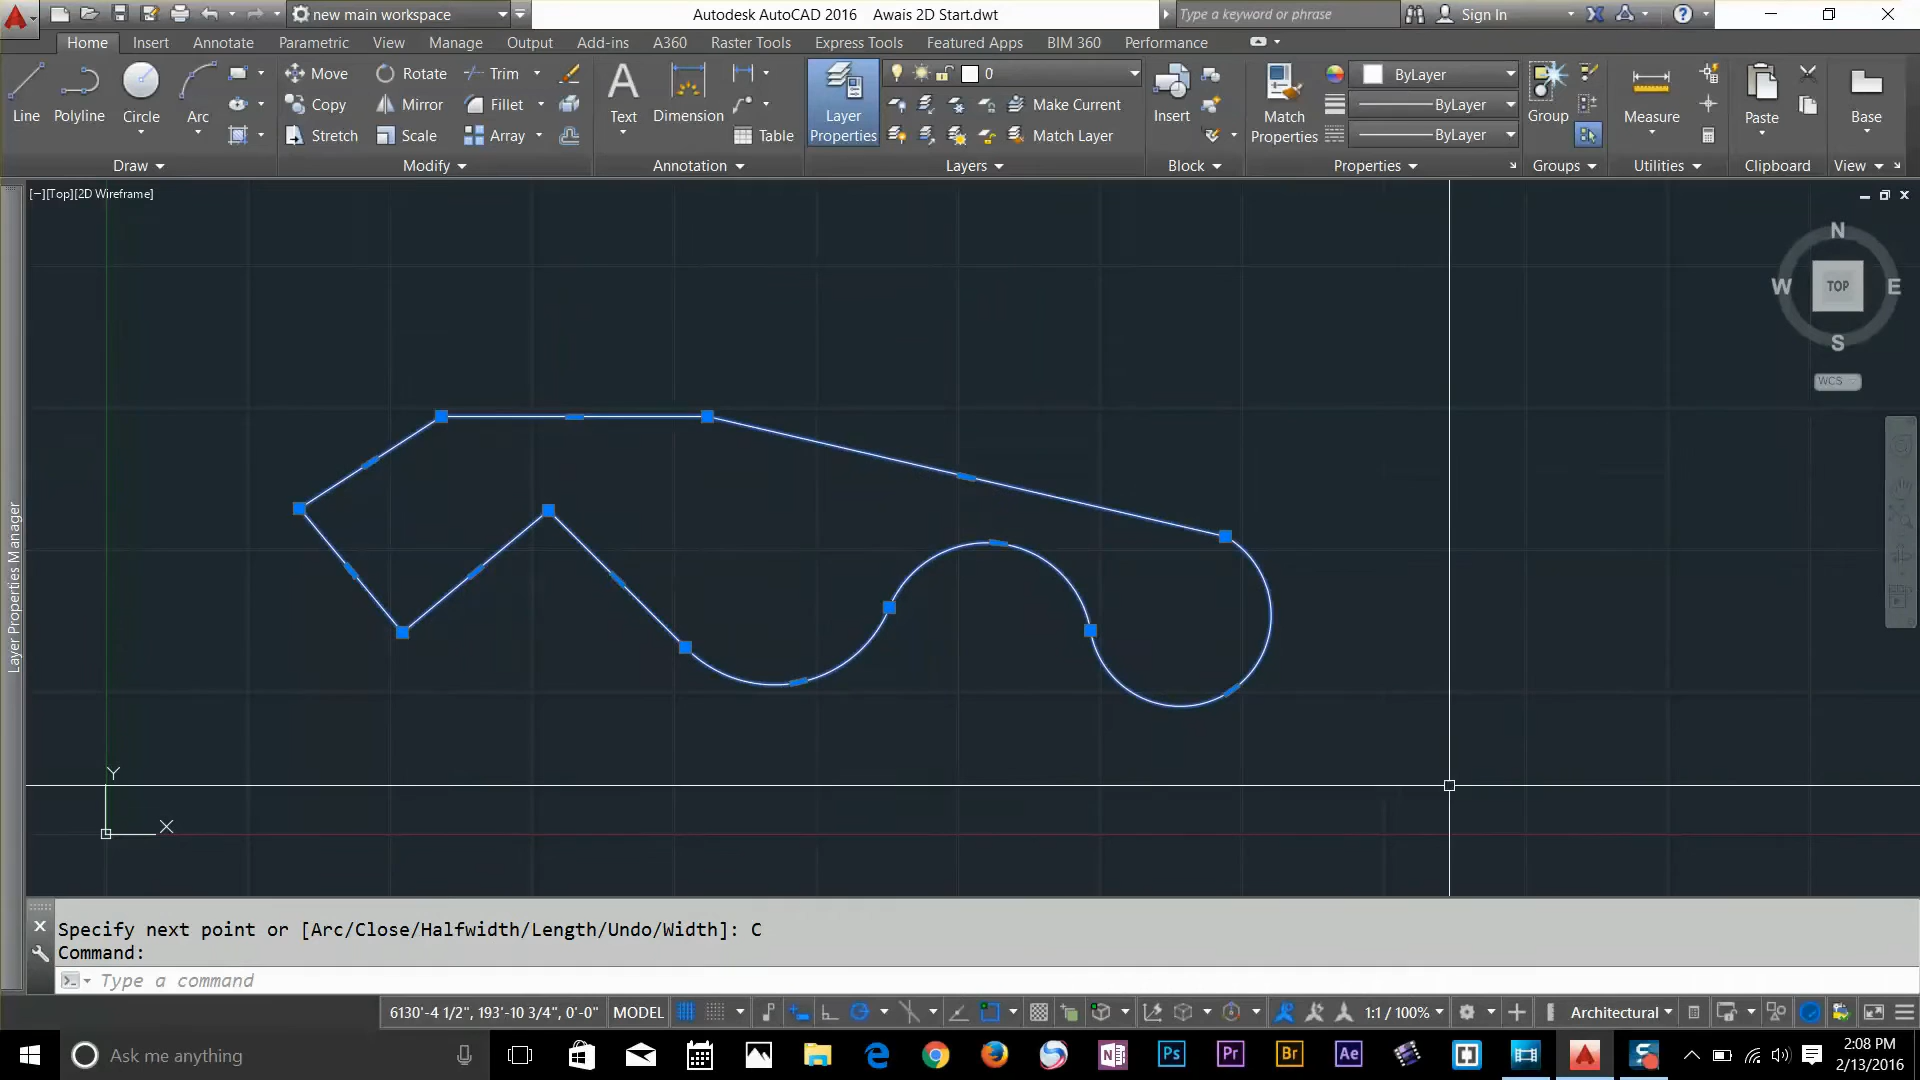 new main workspace
Autodesk AutoCAD 2016 Awais 2D Start.dwt
Type a keyword or phrase
Sign In
Home Insert Annotate Parametric View Manage Output Add-ins A360 Raster Tools Express Tools Featured Apps BIM 360 Performance
Line Polyline Circle Arc
Move Rotate Trim
Copy Mirror Fillet
Stretch Scale Array
Text Dimension Table
Layer Properties
0
Make Current
Match Layer
Insert
Match Properties
ByLayer
ByLayer
ByLayer
Group Measure Paste Base
Draw Modify Annotation Layers Block Properties Groups Utilities Clipboard View
[−][Top][2D Wireframe]
N
W TOP E
S
WCS
Layer Properties Manager
Y
X
Specify next point or [Arc/Close/Halfwidth/Length/Undo/Width]: C
Command:
Type a command
6130'-4 1/2", 193'-10 3/4", 0'-0" MODEL 1:1 / 100% Architectural
Ask me anything
N Ps Pr Br Ae
2:08 PM
2/13/2016